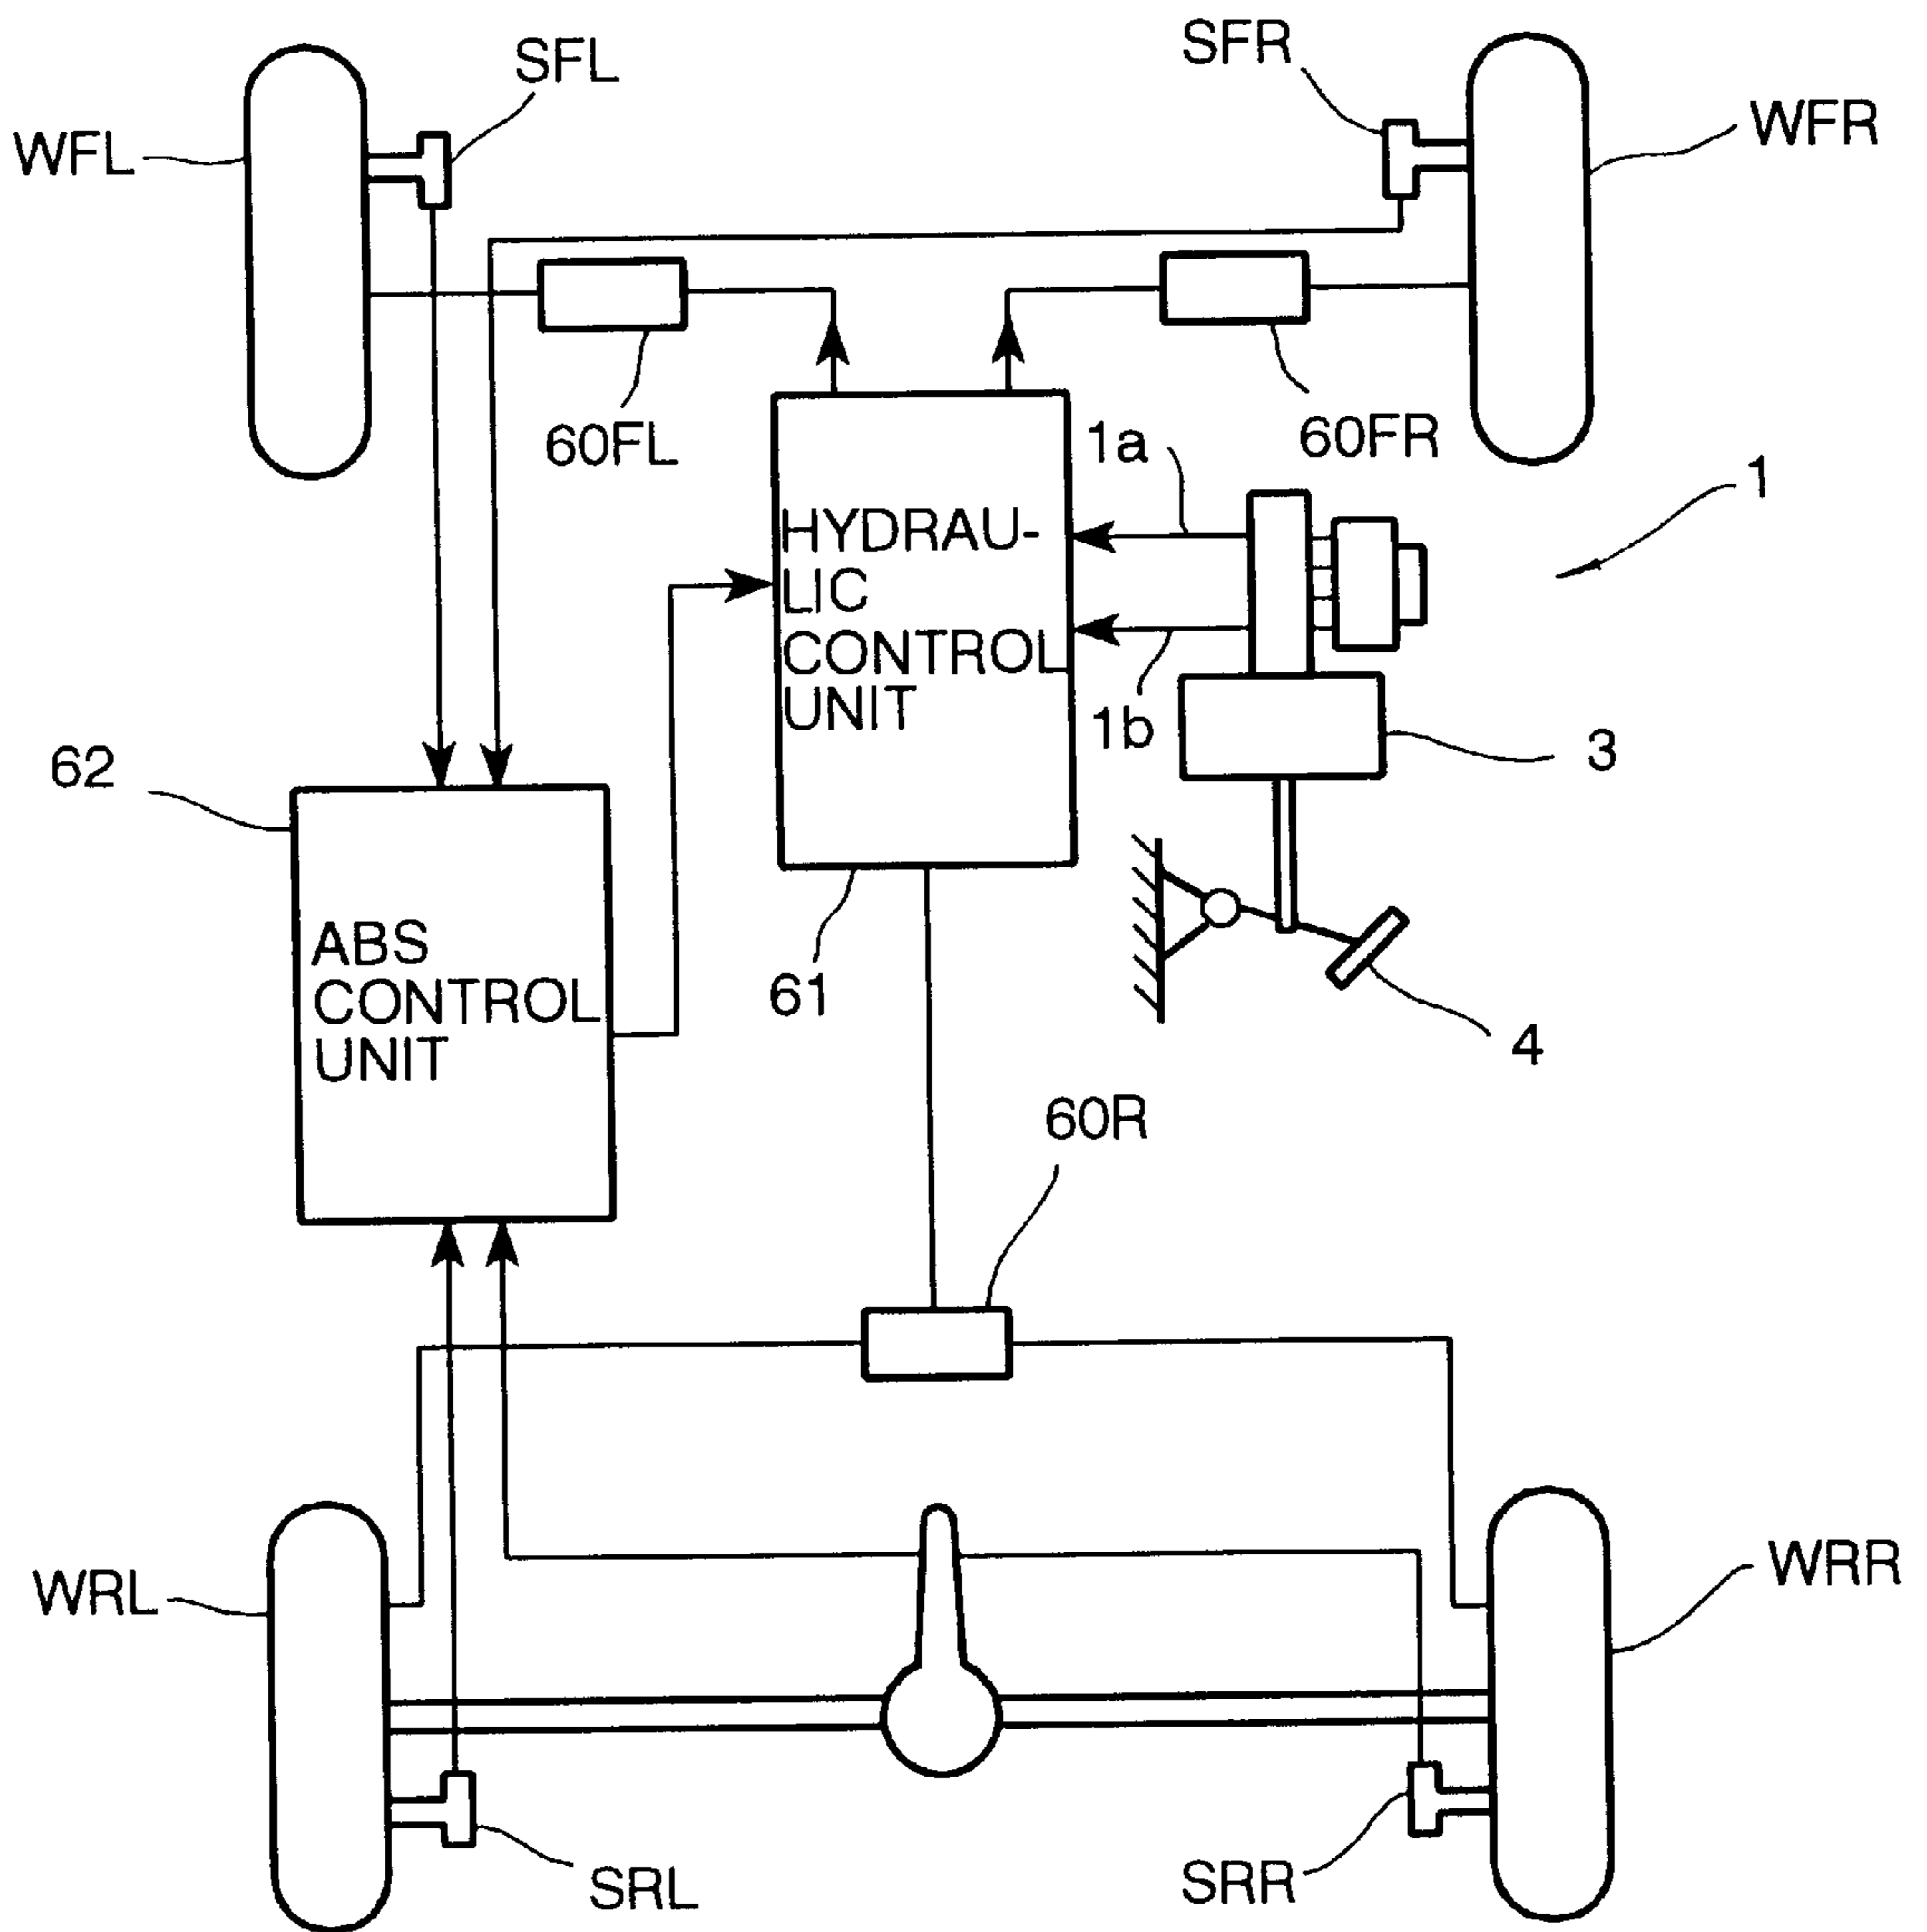 SFL
SFR
WFL
WFR
60FL
60FR
1a
1
HYDRAU-
LIC
CONTROL
UNIT
1b
3
62
ABS
CONTROL
UNIT
61
4
60R
WRL
WRR
SRL
SRR